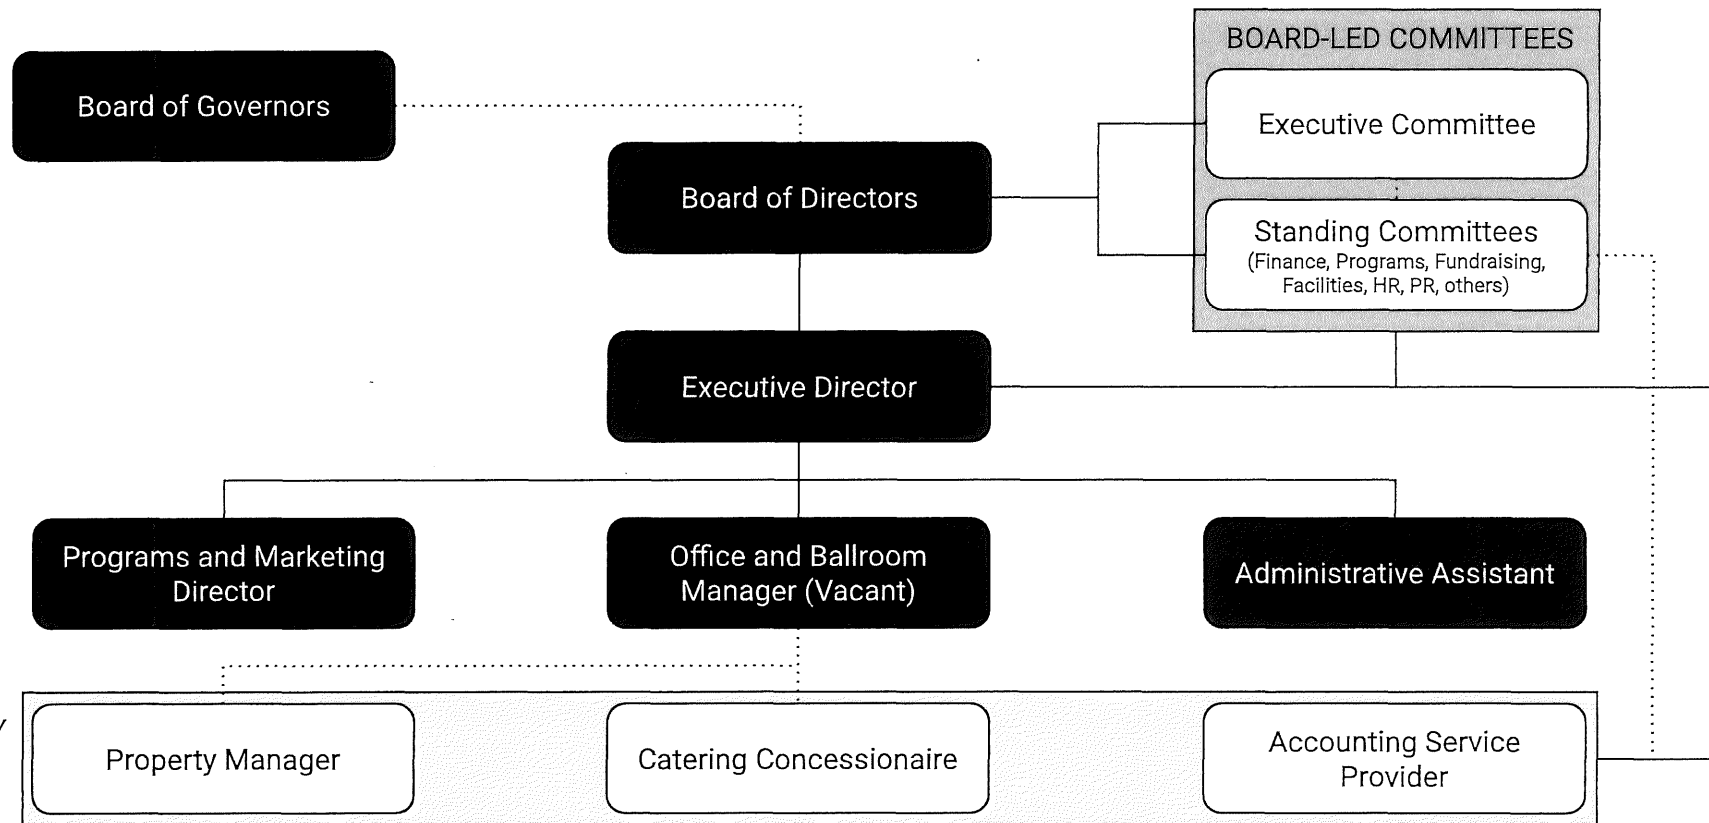 BOARD-LED COMMITTEES
Board of Governors
Executive Committee
Board of Directors
Standing Committees
(Finance, Programs, Fundraising,
Facilities, HR, PR, others)
Executive Director
Programs and Marketing
Director
Office and Ballroom
Manager (Vacant)
Administrative Assistant
Property Manager
Catering Concessionaire
Accounting Service
Provider